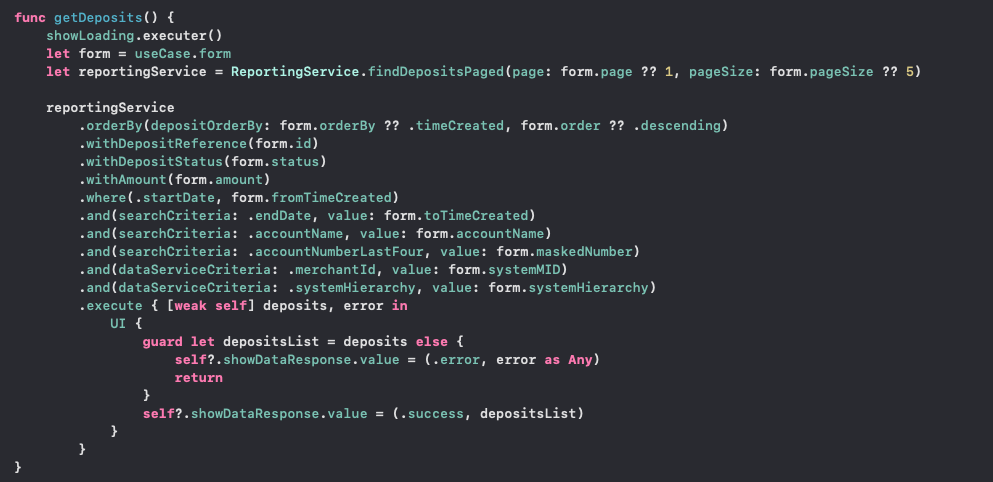 func getDeposits() {
    showLoading.executer()
    let form = useCase.form
    let reportingService = ReportingService.findDepositsPaged(page: form.page ?? 1, pageSize: form.pageSize ?? 5)

    reportingService
        .orderBy(depositOrderBy: form.orderBy ?? .timeCreated, form.order ?? .descending)
        .withDepositReference(form.id)
        .withDepositStatus(form.status)
        .withAmount(form.amount)
        .where(.startDate, form.fromTimeCreated)
        .and(searchCriteria: .endDate, value: form.toTimeCreated)
        .and(searchCriteria: .accountName, value: form.accountName)
        .and(searchCriteria: .accountNumberLastFour, value: form.maskedNumber)
        .and(dataServiceCriteria: .merchantId, value: form.systemMID)
        .and(dataServiceCriteria: .systemHierarchy, value: form.systemHierarchy)
        .execute { [weak self] deposits, error in
            UI {
                guard let depositsList = deposits else {
                    self?.showDataResponse.value = (.error, error as Any)
                    return
                }
                self?.showDataResponse.value = (.success, depositsList)
            }
        }
}